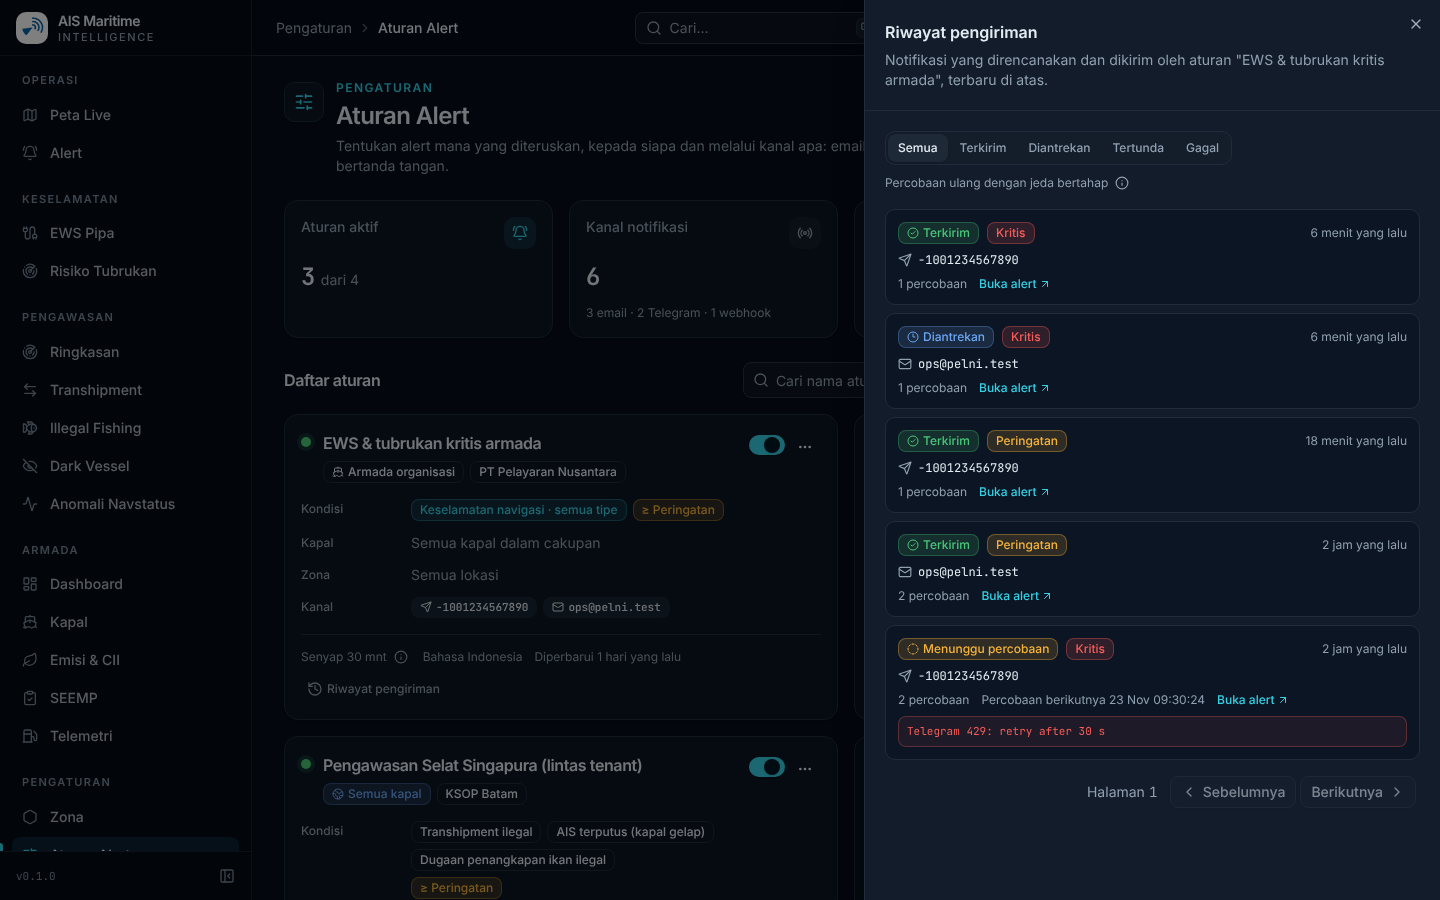 AIS Maritime
INTELLIGENCE
OPERASI
Peta Live
Alert
KESELAMATAN
EWS Pipa
Risiko Tubrukan
PENGAWASAN
Ringkasan
Transhipment
Illegal Fishing
Dark Vessel
Anomali Navstatus
ARMADA
Dashboard
Kapal
Emisi & CII
SEEMP
Telemetri
PENGATURAN
Zona
v0.1.0
Pengaturan > Aturan Alert
Cari...
PENGATURAN
Aturan Alert
Tentukan alert mana yang diteruskan, kepada siapa dan melalui kanal apa: email
bertanda tangan.
Aturan aktif
3 dari 4
Kanal notifikasi
6
3 email · 2 Telegram · 1 webhook
Daftar aturan
Cari nama atu
EWS & tubrukan kritis armada
Armada organisasi PT Pelayaran Nusantara
Kondisi Keselamatan navigasi · semua tipe ≥ Peringatan
Kapal Semua kapal dalam cakupan
Zona Semua lokasi
Kanal -1001234567890 ops@pelni.test
Senyap 30 mnt Bahasa Indonesia Diperbarui 1 hari yang lalu
Riwayat pengiriman
Pengawasan Selat Singapura (lintas tenant)
Semua kapal KSOP Batam
Kondisi Transhipment ilegal AIS terputus (kapal gelap)
Dugaan penangkapan ikan ilegal
≥ Peringatan
Riwayat pengiriman
Notifikasi yang direncanakan dan dikirim oleh aturan "EWS & tubrukan kritis
armada", terbaru di atas.
Semua Terkirim Diantrekan Tertunda Gagal
Percobaan ulang dengan jeda bertahap
Terkirim Kritis 6 menit yang lalu
-1001234567890
1 percobaan Buka alert
Diantrekan Kritis 6 menit yang lalu
ops@pelni.test
1 percobaan Buka alert
Terkirim Peringatan 18 menit yang lalu
-1001234567890
1 percobaan Buka alert
Terkirim Peringatan 2 jam yang lalu
ops@pelni.test
2 percobaan Buka alert
Menunggu percobaan Kritis 2 jam yang lalu
-1001234567890
2 percobaan Percobaan berikutnya 23 Nov 09:30:24 Buka alert
Telegram 429: retry after 30 s
Halaman 1 Sebelumnya Berikutnya